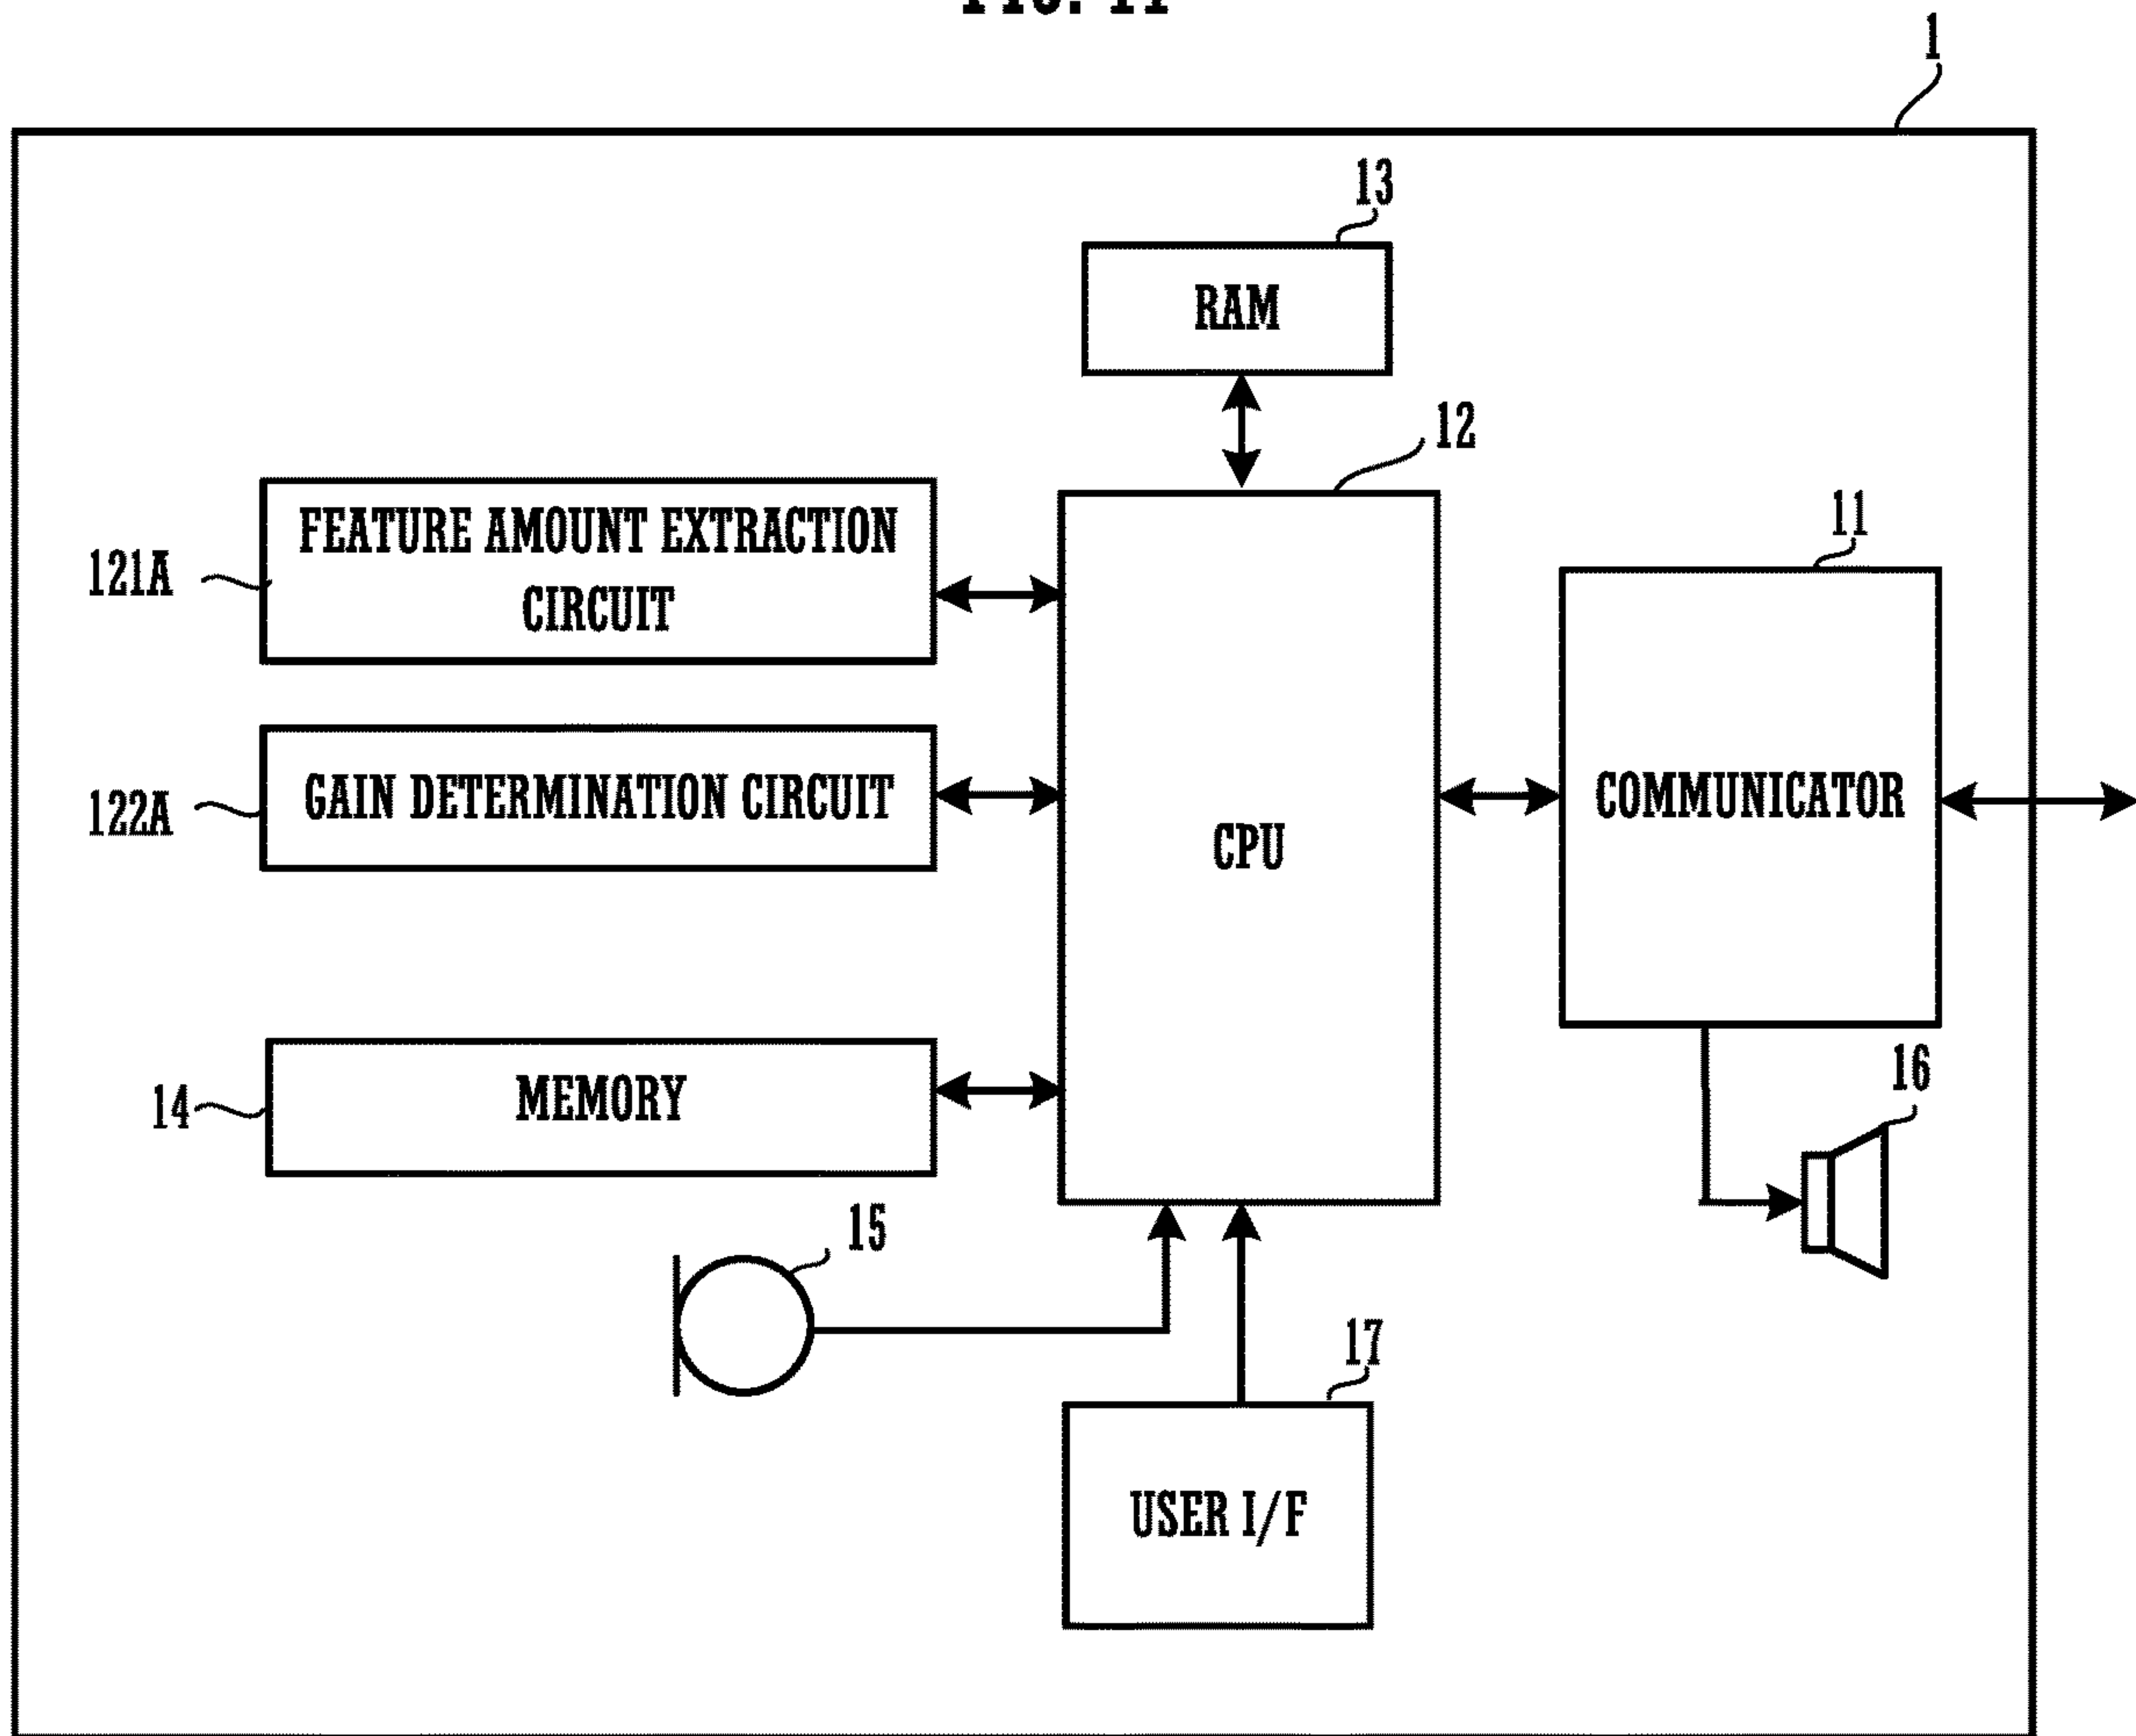 1
13
RAM
12
121A
FEATURE AMOUNT EXTRACTION
CIRCUIT
11
122A
GAIN DETERMINATION CIRCUIT
CPU
COMMUNICATOR
14
MEMORY
16
15
17
USER I/F